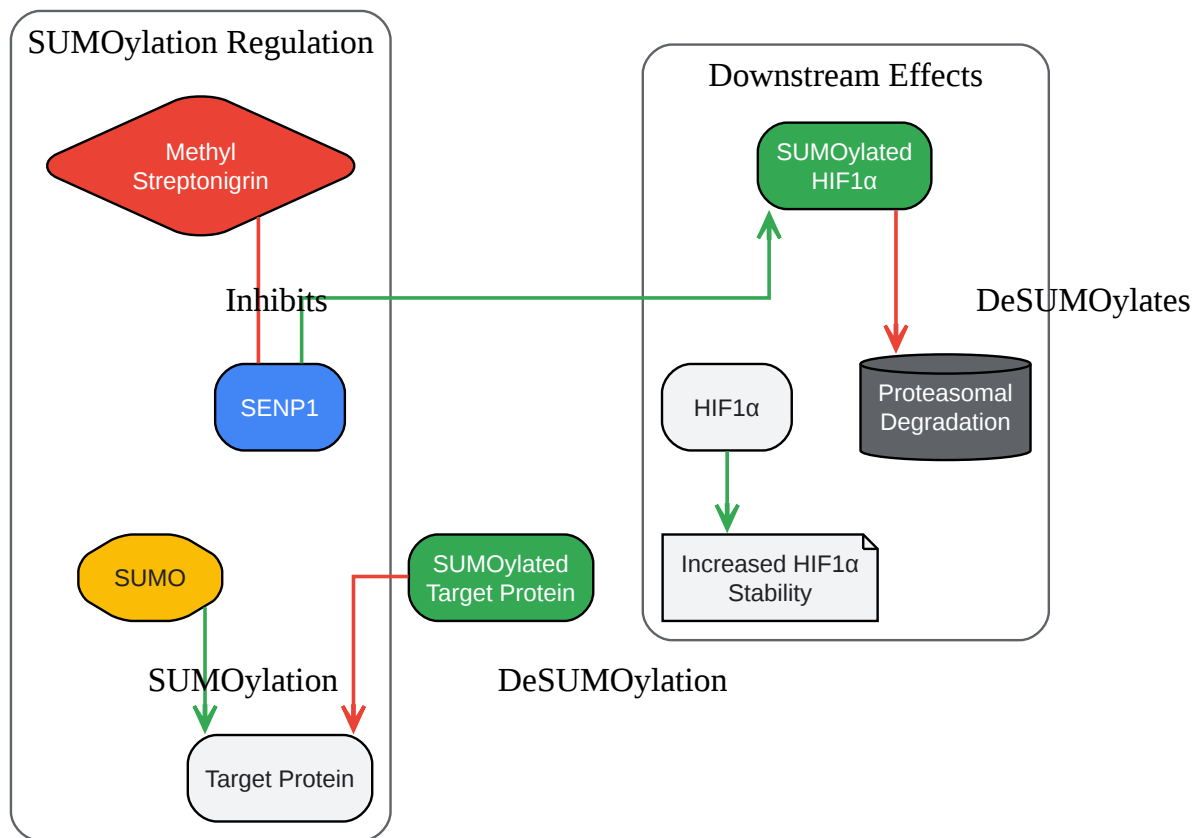 SUMOylation Regulation
Methyl
Streptonigrin
Inhibits
SENP1
SUMO
SUMOylated
Target Protein
SUMOylation
DeSUMOylation
Target Protein
Downstream Effects
SUMOylated
HIF1α
DeSUMOylates
HIF1α
Proteasomal
Degradation
Increased HIF1α
Stability